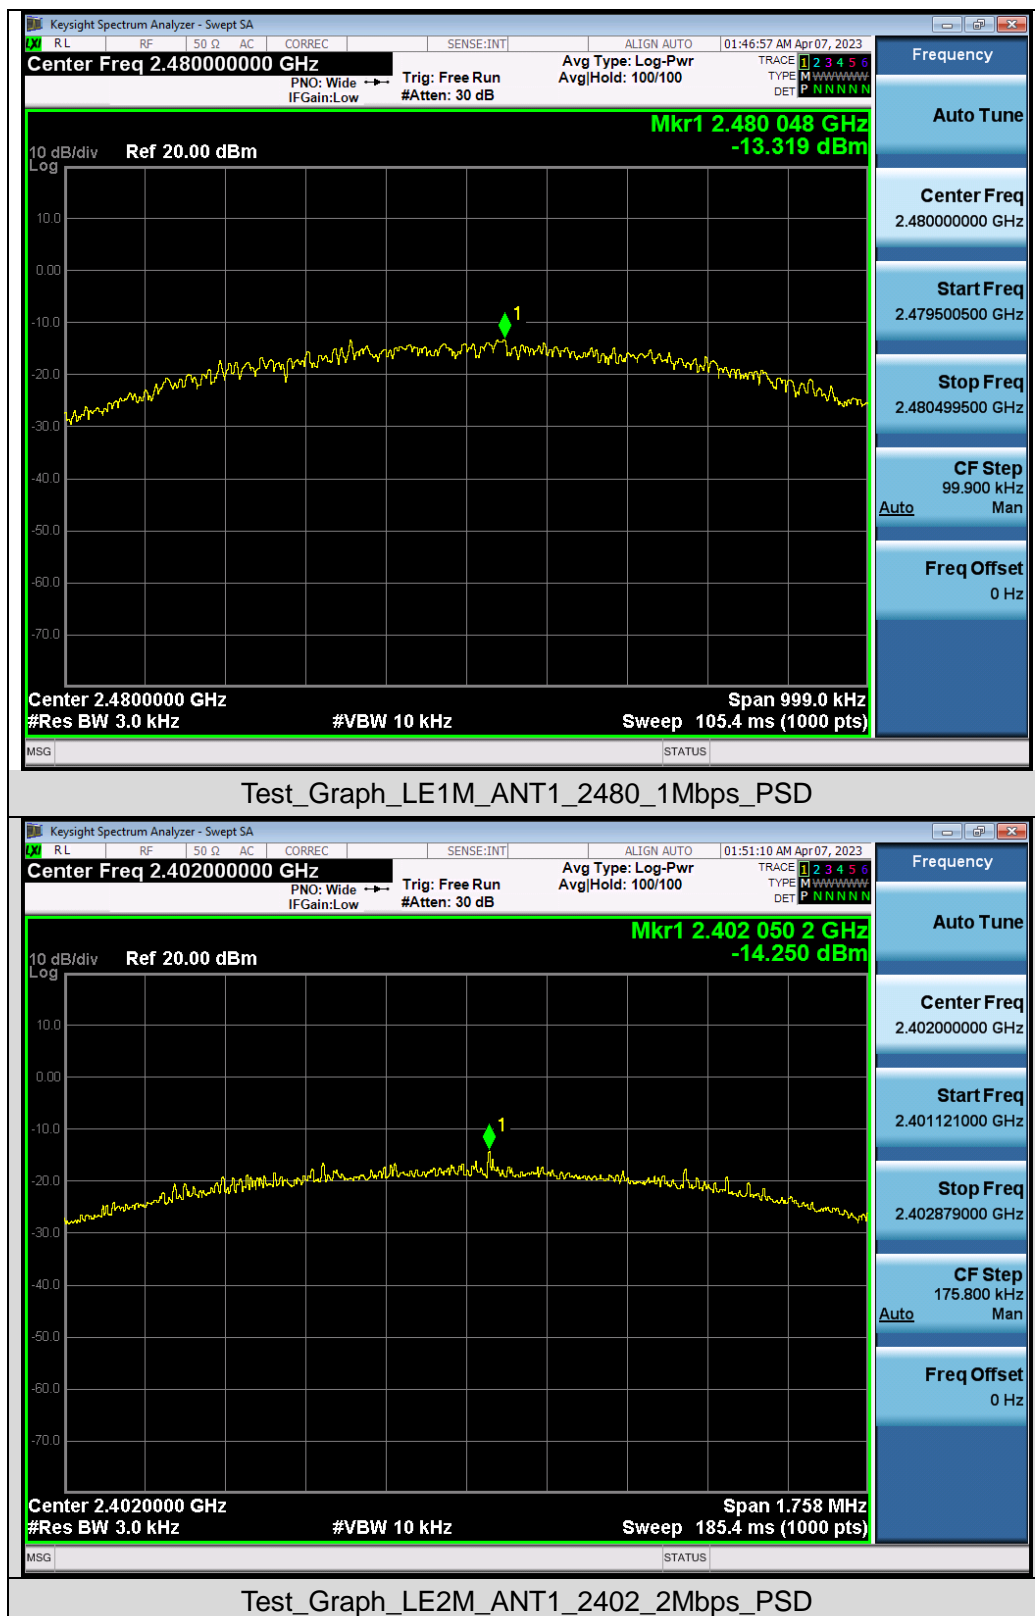 Keysight Spectrum Analyzer - Swept SA
LXI RL RF 50 Ω AC CORREC SENSE:INT ALIGN AUTO 01:46:57 AM Apr 07, 2023
Center Freq 2.480000000 GHz
PNO: Wide
IFGain:Low
Trig: Free Run
#Atten: 30 dB
Avg Type: Log-Pwr
Avg|Hold: 100/100
TRACE 1 2 3 4 5 6
TYPE M WWWWW
DET P N N N N N
Mkr1 2.480 048 GHz
-13.319 dBm
10 dB/div Ref 20.00 dBm
Log
10.0
0.00
-10.0
-20.0
-30.0
-40.0
-50.0
-60.0
-70.0
1
Center 2.4800000 GHz Span 999.0 kHz
#Res BW 3.0 kHz #VBW 10 kHz Sweep 105.4 ms (1000 pts)
MSG STATUS
Frequency
Auto Tune
Center Freq
2.480000000 GHz
Start Freq
2.479500500 GHz
Stop Freq
2.480499500 GHz
CF Step
99.900 kHz
Auto Man
Freq Offset
0 Hz
Test_Graph_LE1M_ANT1_2480_1Mbps_PSD
Keysight Spectrum Analyzer - Swept SA
LXI RL RF 50 Ω AC CORREC SENSE:INT ALIGN AUTO 01:51:10 AM Apr 07, 2023
Center Freq 2.402000000 GHz
PNO: Wide
IFGain:Low
Trig: Free Run
#Atten: 30 dB
Avg Type: Log-Pwr
Avg|Hold: 100/100
TRACE 1 2 3 4 5 6
TYPE M WWWWW
DET P N N N N N
Mkr1 2.402 050 2 GHz
-14.250 dBm
10 dB/div Ref 20.00 dBm
Log
10.0
0.00
-10.0
-20.0
-30.0
-40.0
-50.0
-60.0
-70.0
1
Center 2.4020000 GHz Span 1.758 MHz
#Res BW 3.0 kHz #VBW 10 kHz Sweep 185.4 ms (1000 pts)
MSG STATUS
Frequency
Auto Tune
Center Freq
2.402000000 GHz
Start Freq
2.401121000 GHz
Stop Freq
2.402879000 GHz
CF Step
175.800 kHz
Auto Man
Freq Offset
0 Hz
Test_Graph_LE2M_ANT1_2402_2Mbps_PSD